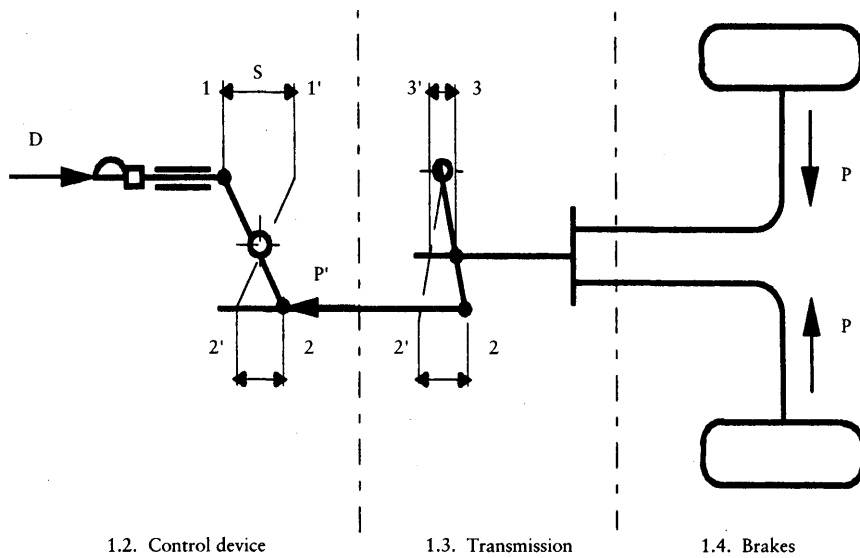 S
1 1' 3' 3
D
P
P'
P
2' 2 2' 2
1.2. Control device 1.3. Transmission 1.4. Brakes